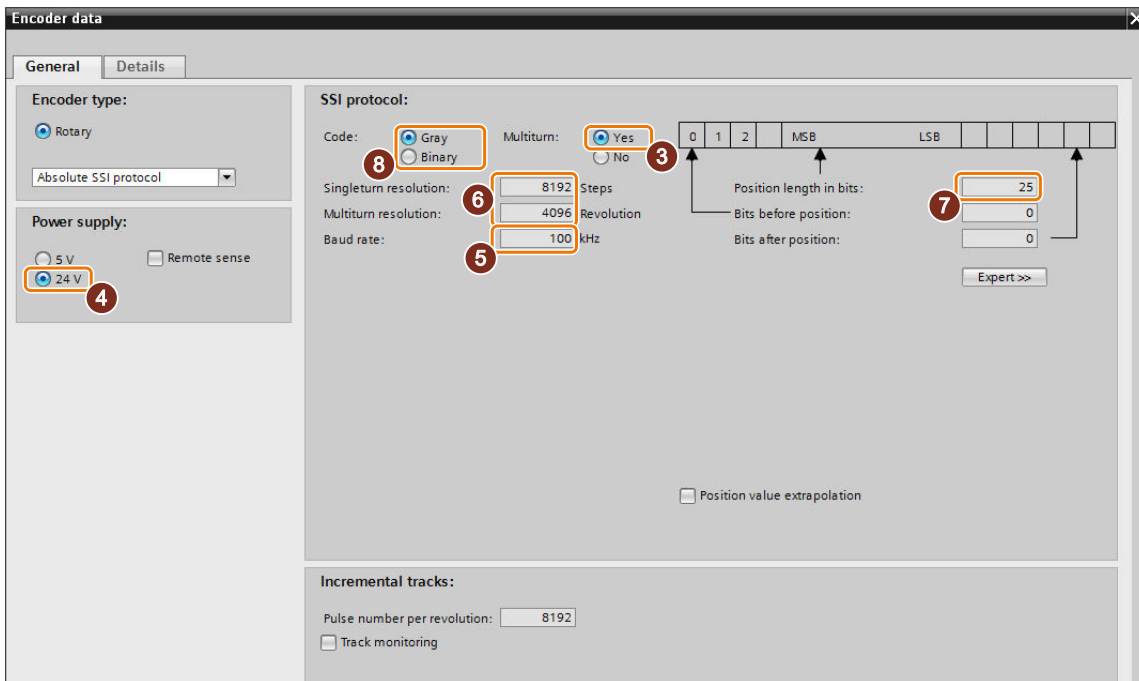 Encoder data
General Details
Encoder type:
Rotary
Absolute SSI protocol
Power supply:
5 V Remote sense
24 V
4
SSI protocol:
Code: Gray Multiturn: Yes 0 1 2 MSB LSB
Binary No
8 3
Singleturn resolution: 8192 Steps Position length in bits: 25
6 7
Multiturn resolution: 4096 Revolution Bits before position: 0
Baud rate: 100 kHz Bits after position: 0
5
Expert >>
Position value extrapolation
Incremental tracks:
Pulse number per revolution: 8192
Track monitoring